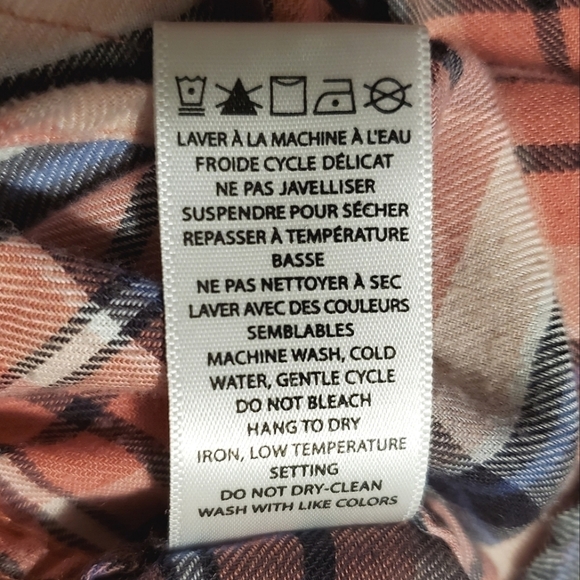 LAVER À LA MACHINE À L'EAU
FROIDE CYCLE DÉLICAT
NE PAS JAVELLISER
SUSPENDRE POUR SÉCHER
REPASSER À TEMPÉRATURE
BASSE
NE PAS NETTOYER À SEC
LAVER AVEC DES COULEURS
SEMBLABLES
MACHINE WASH, COLD
WATER, GENTLE CYCLE
DO NOT BLEACH
HANG TO DRY
IRON, LOW TEMPERATURE
SETTING
DO NOT DRY-CLEAN
WASH WITH LIKE COLORS